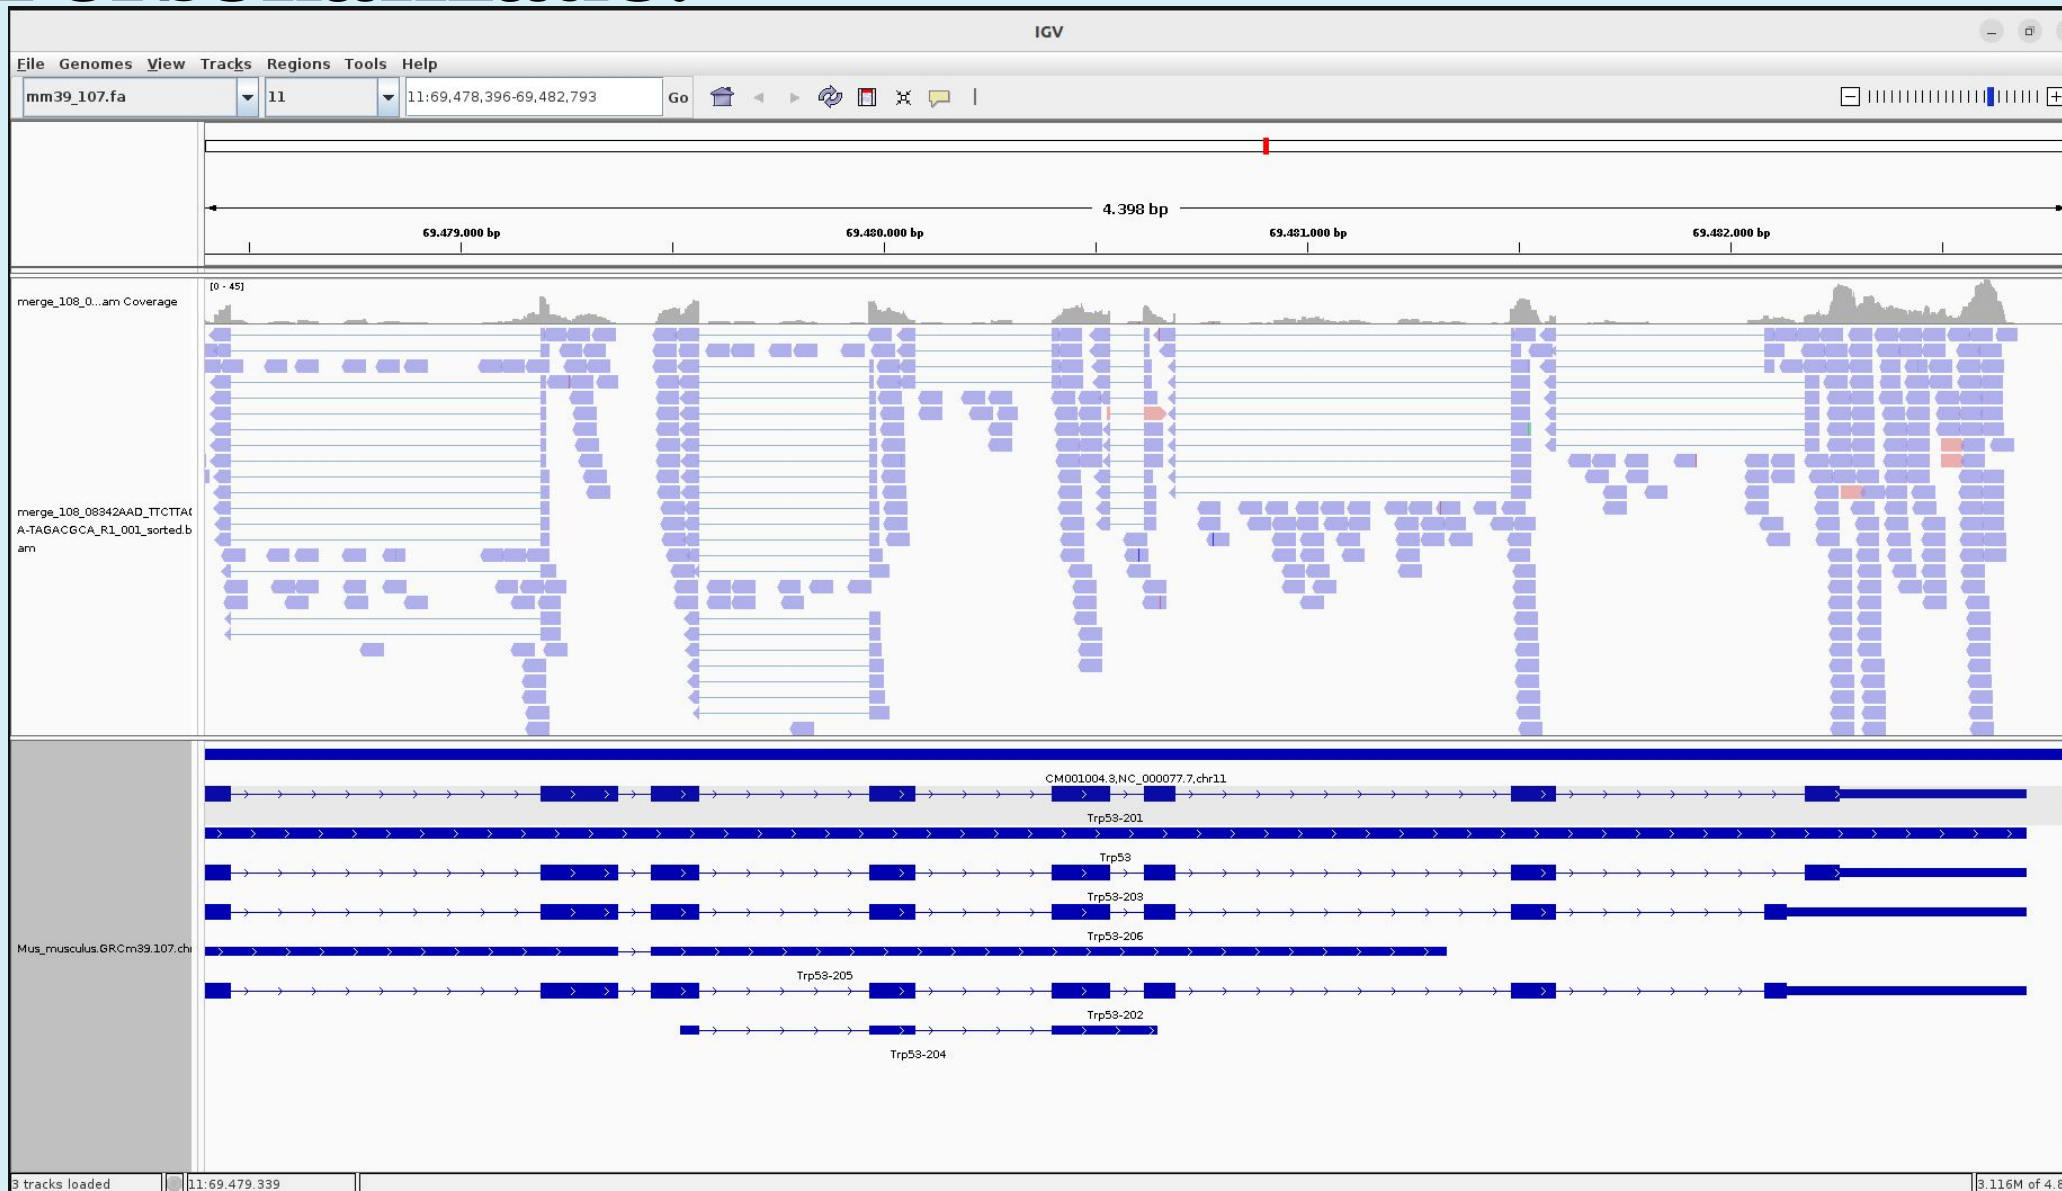 IGV
File Genomes View Tracks Regions Tools Help
mm39_107.fa 11 11:69,478,396-69,482,793 Go
4.398 bp
69.479.000 bp 69.480.000 bp 69.481.000 bp 69.482.000 bp
[0 - 45]
merge_108_0...am Coverage
merge_108_08342AAD_TTCTTA
A-TAGACGCA_R1_001_sorted.b
am
CM001004.3,NC_000077.7,chr11
Trp53-201
Trp53
Trp53-203
Trp53-206
Mus_musculus.GRCm39.107.ch
Trp53-205
Trp53-202
Trp53-204
3 tracks loaded 11:69.479.339 3.116M of 4.8